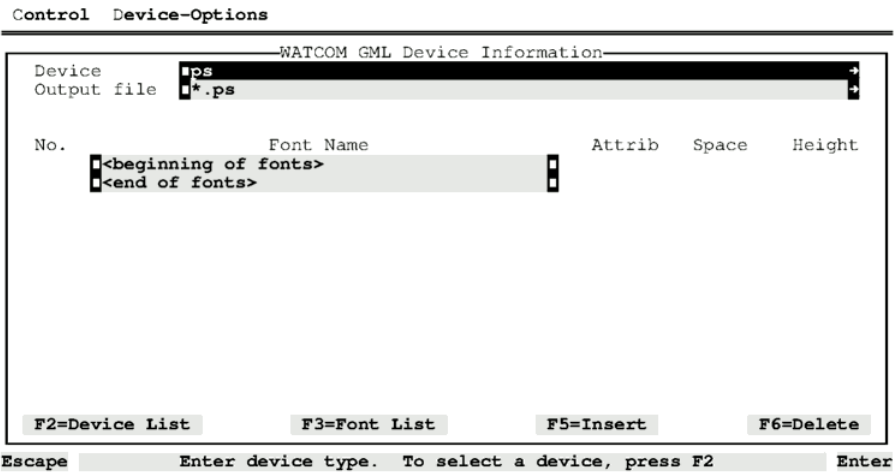 Control Device-Options
WATCOM GML Device Information
Device ps
Output file *.ps
No. Font Name Attrib Space Height
<beginning of fonts>
<end of fonts>
F2=Device List F3=Font List F5=Insert F6=Delete
Escape Enter device type. To select a device, press F2 Enter